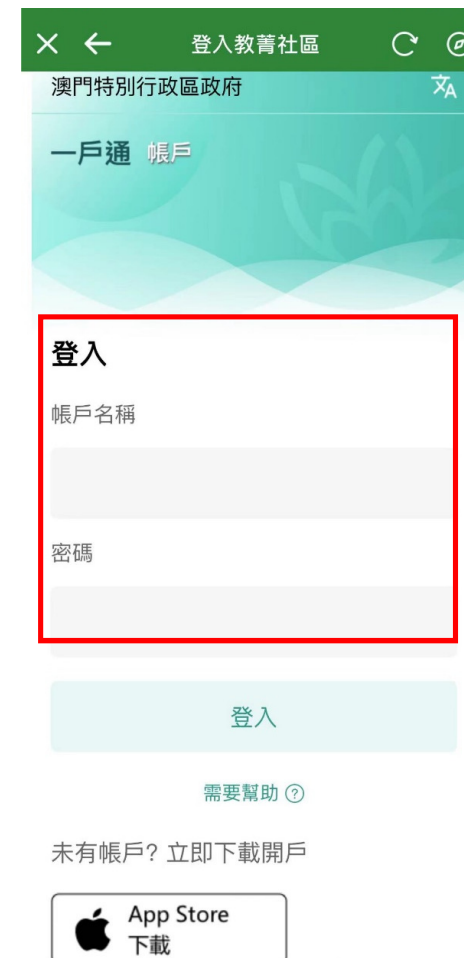 登入教菁社區
澳門特別行政區政府
一戶通 帳戶
登入
帳戶名稱
密碼
登入
需要幫助 ?
未有帳戶? 立即下載開戶
App Store
下載